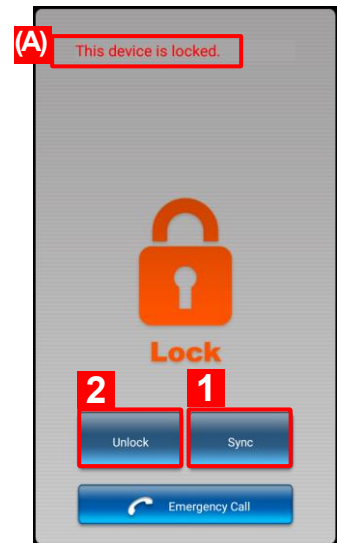 (A) This device is locked.
Lock
2 1
Unlock Sync
Emergency Call